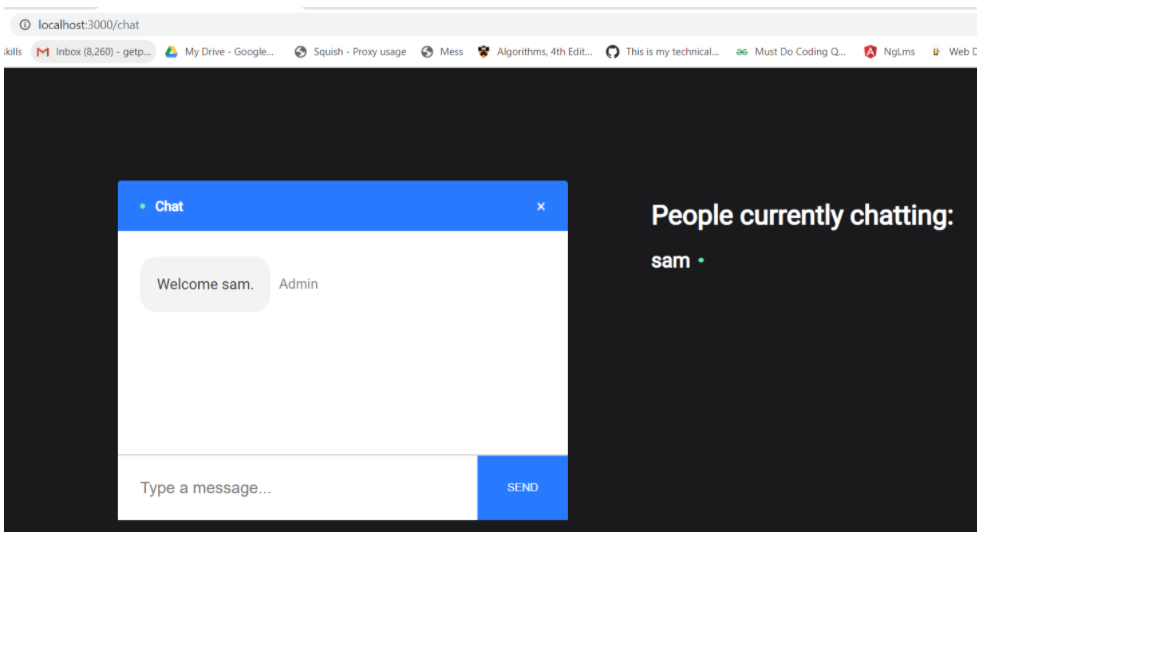 localhost:3000/chat
kills Inbox (8,260) - getp... My Drive - Google... Squish - Proxy usage Mess Algorithms, 4th Edit... This is my technical... Must Do Coding Q... NgLms Web D
Chat ×
People currently chatting:
sam
Welcome sam. Admin
Type a message... SEND